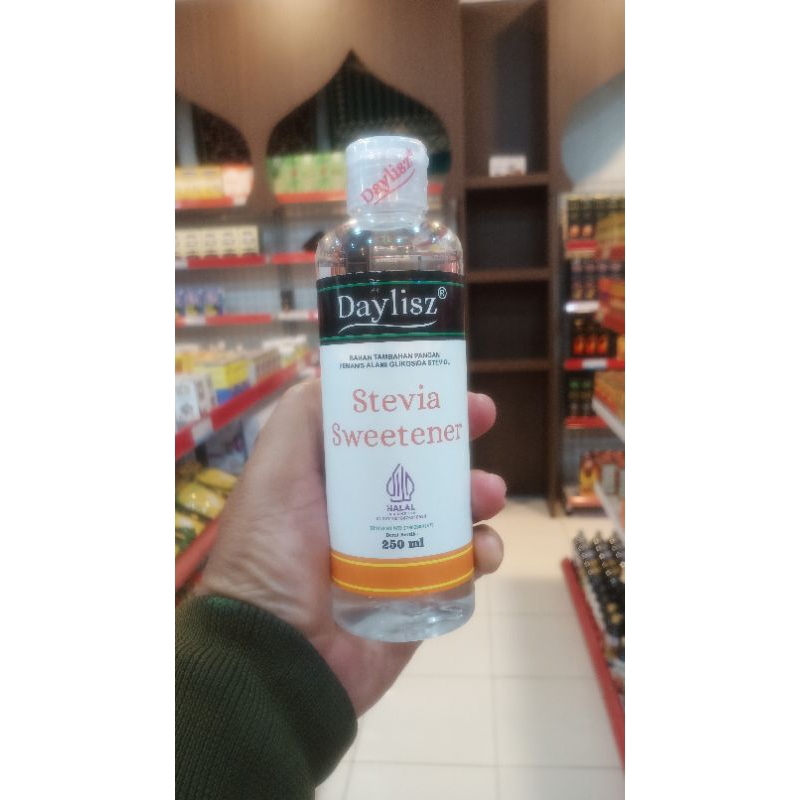 Daylisz
Daylisz®
BAHAN TAMBAHAN PANGAN
PEMANIS ALAMI GLIKOSIDA STEVIOL
Stevia
Sweetener
HALAL
250 ml